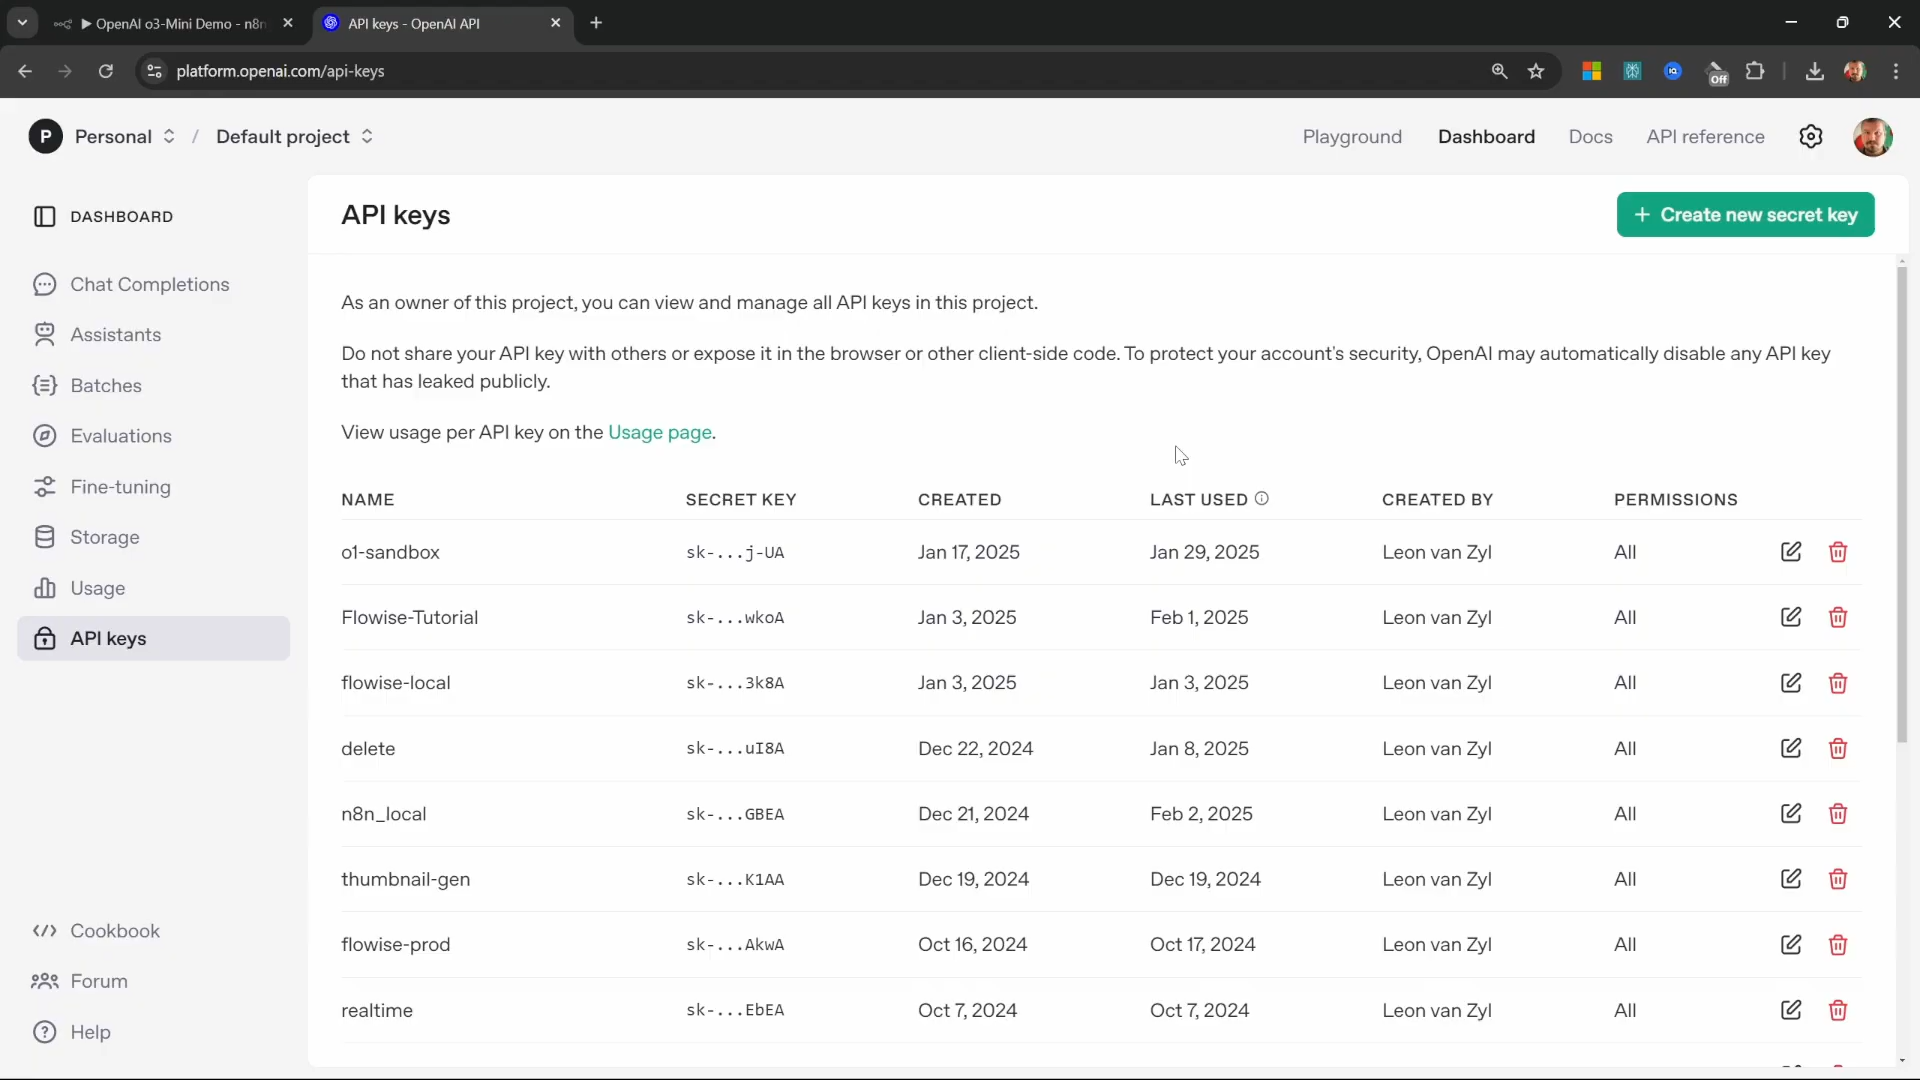 ▶ OpenAI o3-Mini Demo - n8n
API keys - OpenAI API
platform.openai.com/api-keys
Off
P Personal / Default project
Playground Dashboard Docs API reference
DASHBOARD
Chat Completions
Assistants
Batches
Evaluations
Fine-tuning
Storage
Usage
API keys
Cookbook
Forum
Help
API keys
+ Create new secret key
As an owner of this project, you can view and manage all API keys in this project.
Do not share your API key with others or expose it in the browser or other client-side code. To protect your account's security, OpenAI may automatically disable any API key
that has leaked publicly.
View usage per API key on the Usage page.
NAME SECRET KEY CREATED LAST USED CREATED BY PERMISSIONS
o1-sandbox sk-...j-UA Jan 17, 2025 Jan 29, 2025 Leon van Zyl All
Flowise-Tutorial sk-...wkoA Jan 3, 2025 Feb 1, 2025 Leon van Zyl All
flowise-local sk-...3k8A Jan 3, 2025 Jan 3, 2025 Leon van Zyl All
delete sk-...uI8A Dec 22, 2024 Jan 8, 2025 Leon van Zyl All
n8n_local sk-...GBEA Dec 21, 2024 Feb 2, 2025 Leon van Zyl All
thumbnail-gen sk-...K1AA Dec 19, 2024 Dec 19, 2024 Leon van Zyl All
flowise-prod sk-...AkwA Oct 16, 2024 Oct 17, 2024 Leon van Zyl All
realtime sk-...EbEA Oct 7, 2024 Oct 7, 2024 Leon van Zyl All